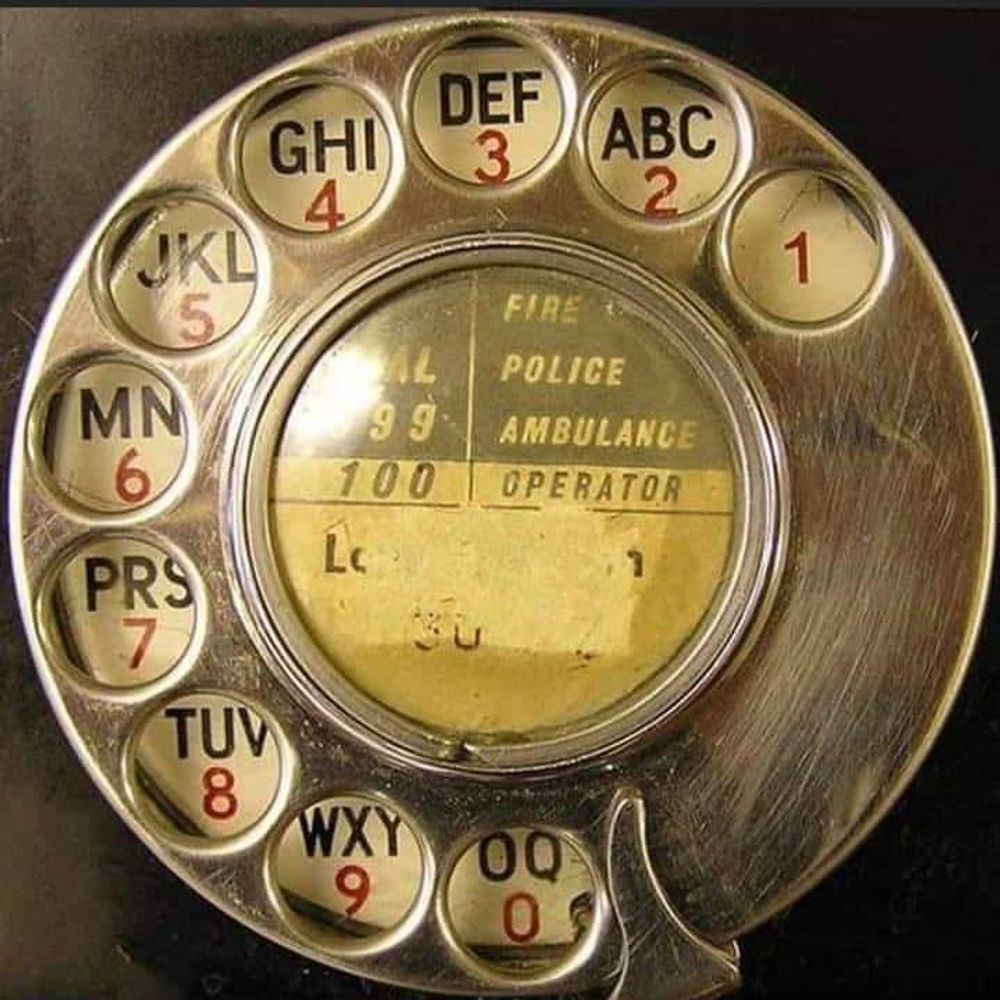 DEF
3
ABC
2
GHI
4
1
JKL
5
MN
6
PRS
7
TUV
8
WXY
9
OQ
0
FIRE
POLICE
AMBULANCE
100 OPERATOR